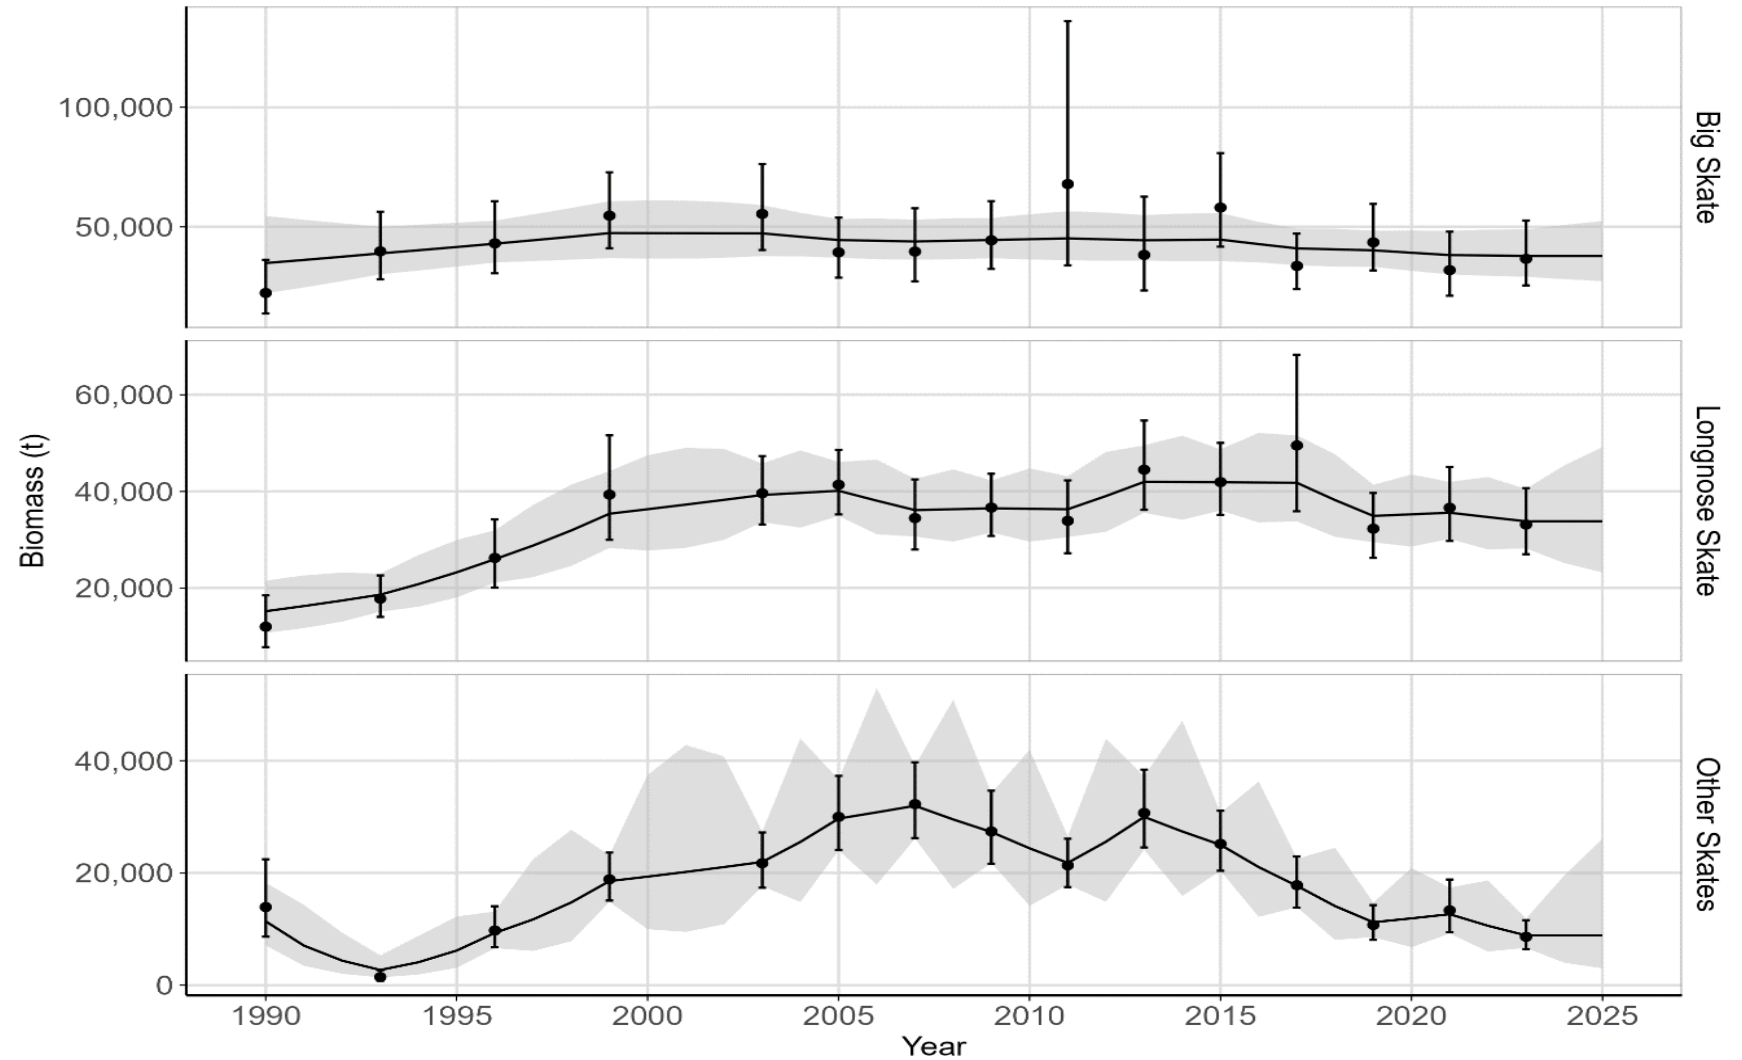 100,000
50,000
Big Skate
60,000
40,000
20,000
Longnose Skate
40,000
20,000
0
Other Skates
Biomass (t)
1990 1995 2000 2005 2010 2015 2020 2025
Year